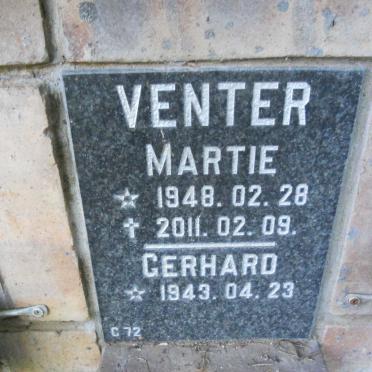 VENTER
MARTIE
☆ 1948. 02. 28
✝ 2011. 02. 09.
GERHARD
☆ 1943. 04. 23
C 72